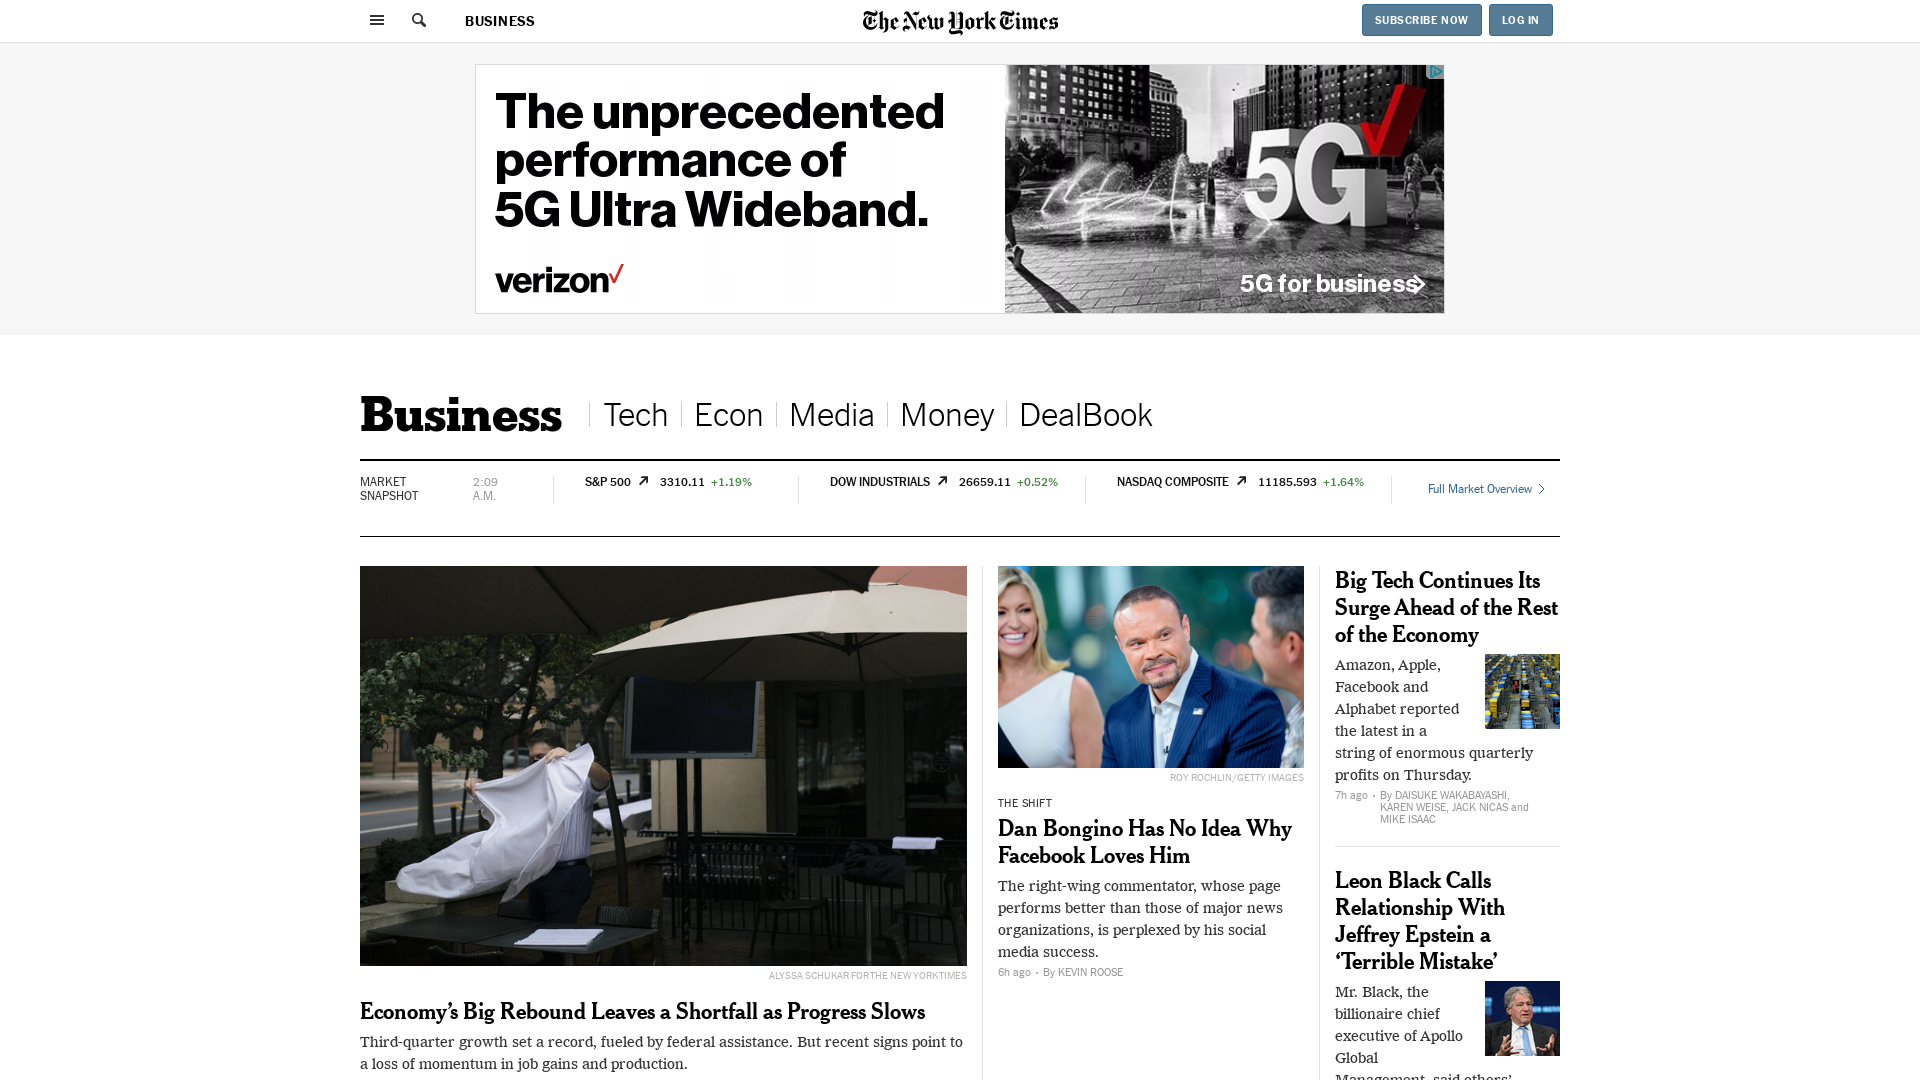 BUSINESS
The New York Times
SUBSCRIBE NOW
LOG IN
The unprecedented
performance of
5G Ultra Wideband.
verizon
5G
5G for business
Business
Tech
Econ
Media
Money
DealBook
MARKET
SNAPSHOT
2:09
A.M.
S&P 500 3310.11 +1.19%
DOW INDUSTRIALS 26659.11 +0.52%
NASDAQ COMPOSITE 11185.593 +1.64%
Full Market Overview
ALYSSA SCHUKAR FOR THE NEW YORK TIMES
Economy’s Big Rebound Leaves a Shortfall as Progress Slows
Third-quarter growth set a record, fueled by federal assistance. But recent signs point to
a loss of momentum in job gains and production.
ROY ROCHLIN/GETTY IMAGES
THE SHIFT
Dan Bongino Has No Idea Why
Facebook Loves Him
The right-wing commentator, whose page
performs better than those of major news
organizations, is perplexed by his social
media success.
6h ago • By KEVIN ROOSE
Big Tech Continues Its
Surge Ahead of the Rest
of the Economy
Amazon, Apple,
Facebook and
Alphabet reported
the latest in a
string of enormous quarterly
profits on Thursday.
7h ago • By DAISUKE WAKABAYASHI,
KAREN WEISE, JACK NICAS and
MIKE ISAAC
Leon Black Calls
Relationship With
Jeffrey Epstein a
‘Terrible Mistake’
Mr. Black, the
billionaire chief
executive of Apollo
Global
Management, said others’